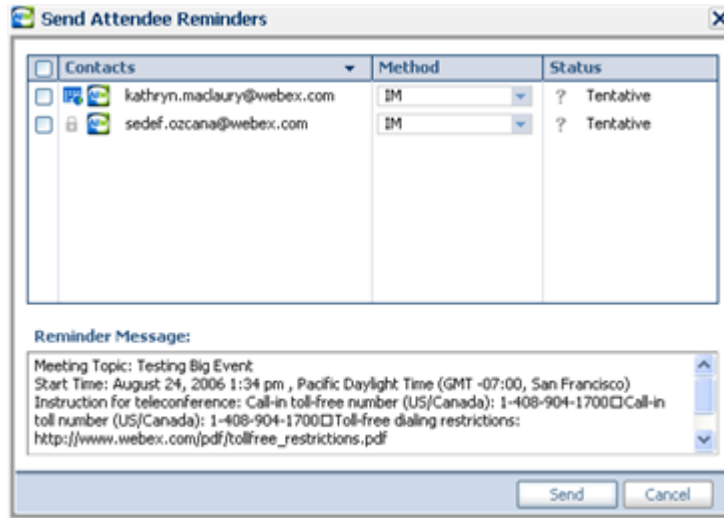 Send Attendee Reminders
Contacts Method Status
kathryn.maclaury@webex.com IM ? Tentative
sedef.ozcana@webex.com IM ? Tentative
Reminder Message:
Meeting Topic: Testing Big Event
Start Time: August 24, 2006 1:34 pm , Pacific Daylight Time (GMT -07:00, San Francisco)
Instruction for teleconference: Call-in toll-free number (US/Canada): 1-408-904-1700□Call-in
toll number (US/Canada): 1-408-904-1700□Toll-free dialing restrictions:
http://www.webex.com/pdf/tollfree_restrictions.pdf
Send Cancel